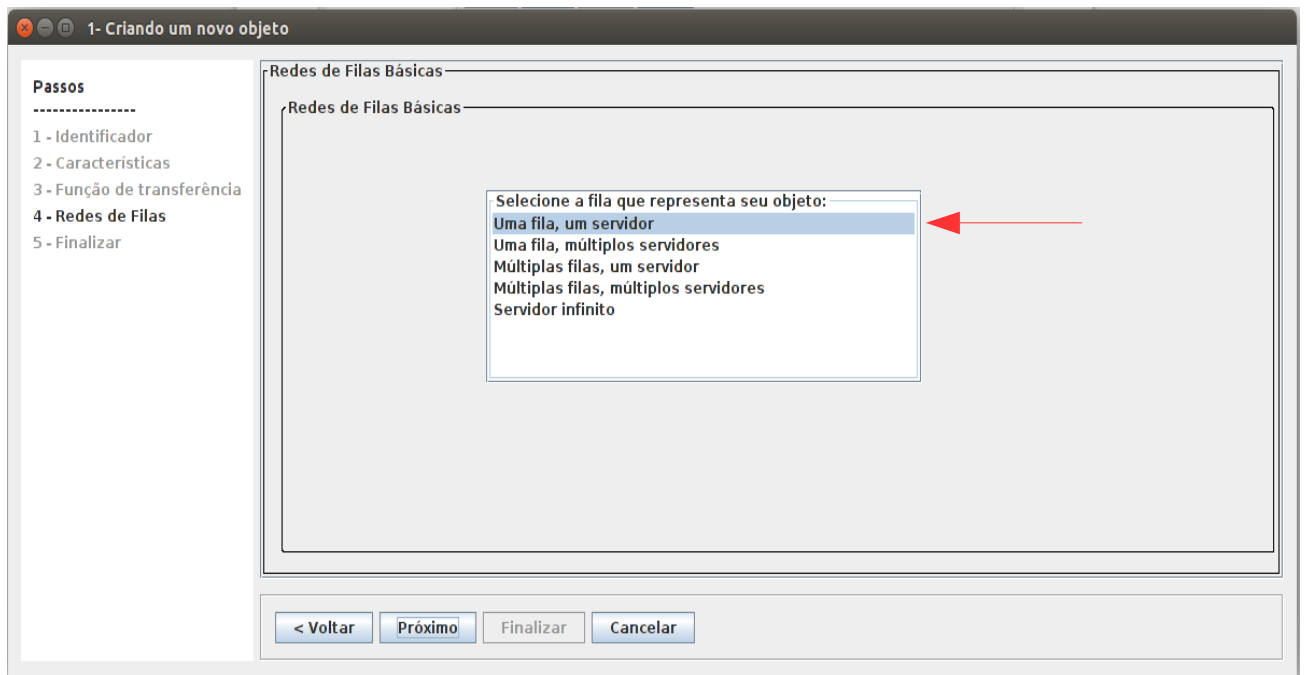 1- Criando um novo objeto
Passos
----------------
1 - Identificador
2 - Características
3 - Função de transferência
4 - Redes de Filas
5 - Finalizar
Redes de Filas Básicas
Redes de Filas Básicas
Selecione a fila que representa seu objeto:
Uma fila, um servidor
Uma fila, múltiplos servidores
Múltiplas filas, um servidor
Múltiplas filas, múltiplos servidores
Servidor infinito
< Voltar Próximo Finalizar Cancelar